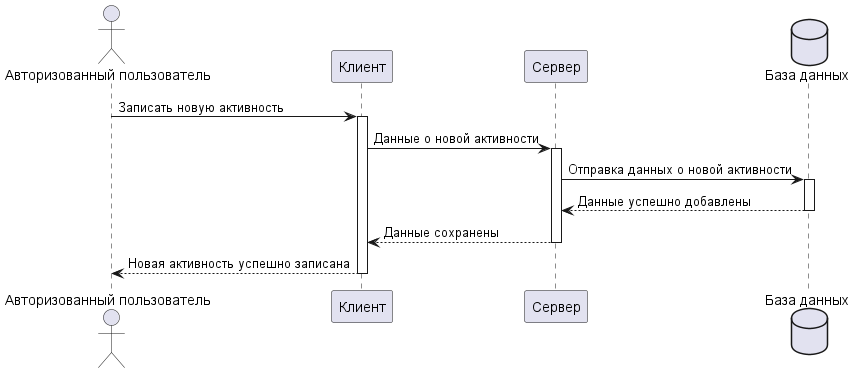 Авторизованный пользователь
Клиент
Сервер
База данных
Записать новую активность
Данные о новой активности
Отправка данных о новой активности
Данные успешно добавлены
Данные сохранены
Новая активность успешно записана
Авторизованный пользователь
Клиент
Сервер
База данных